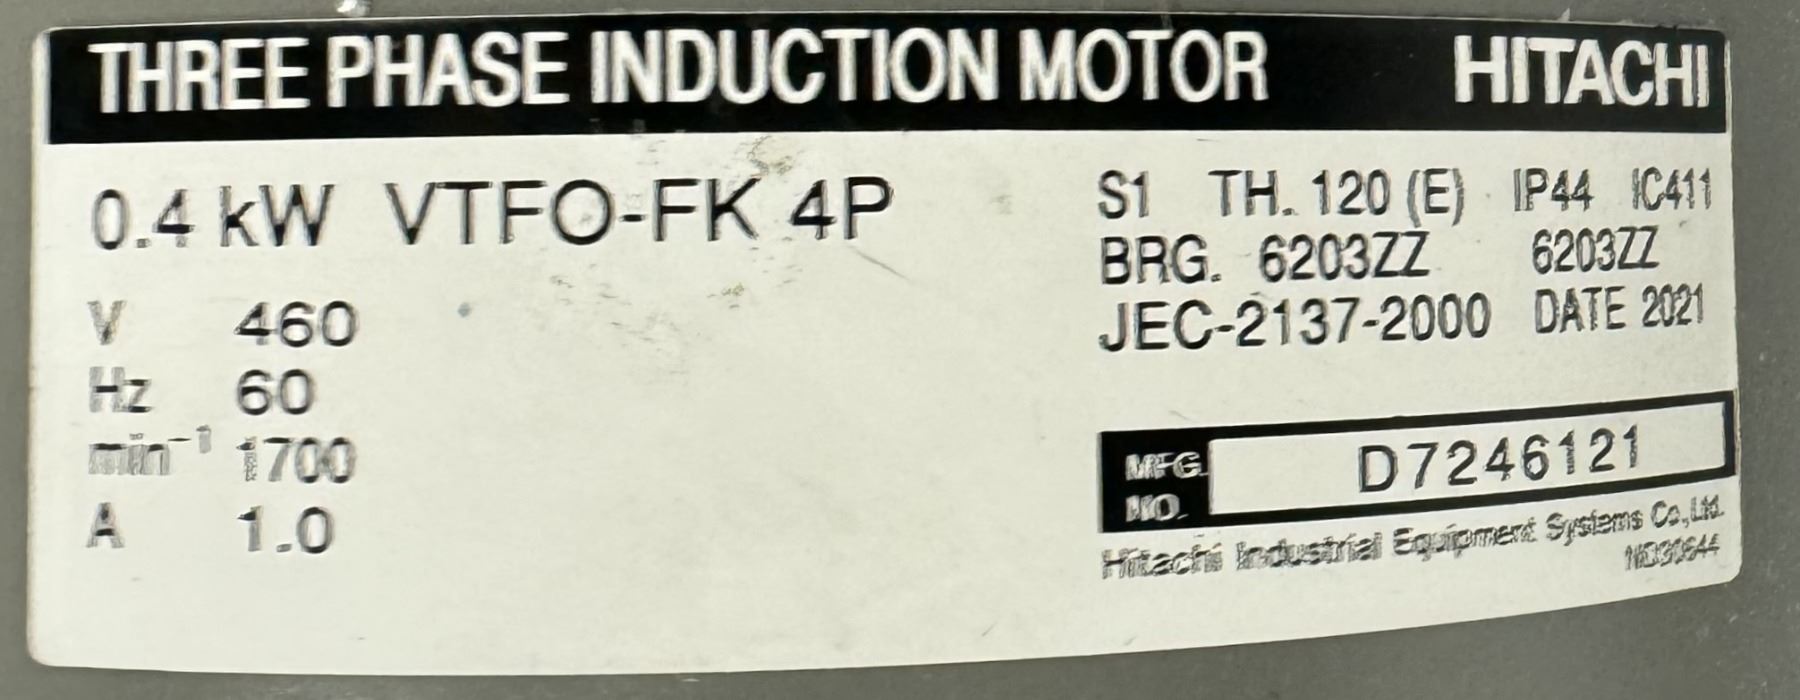 THREE PHASE INDUCTION MOTOR HITACHI
0.4 kW VTFO-FK 4P
V 460
Hz 60
min⁻¹ 1700
A 1.0
S1 TH. 120 (E) IP44 IC411
BRG. 6203ZZ 6203ZZ
JEC-2137-2000 DATE 2021
MFG. NO. D7246121
Hitachi Industrial Equipment Systems Co.,Ltd.